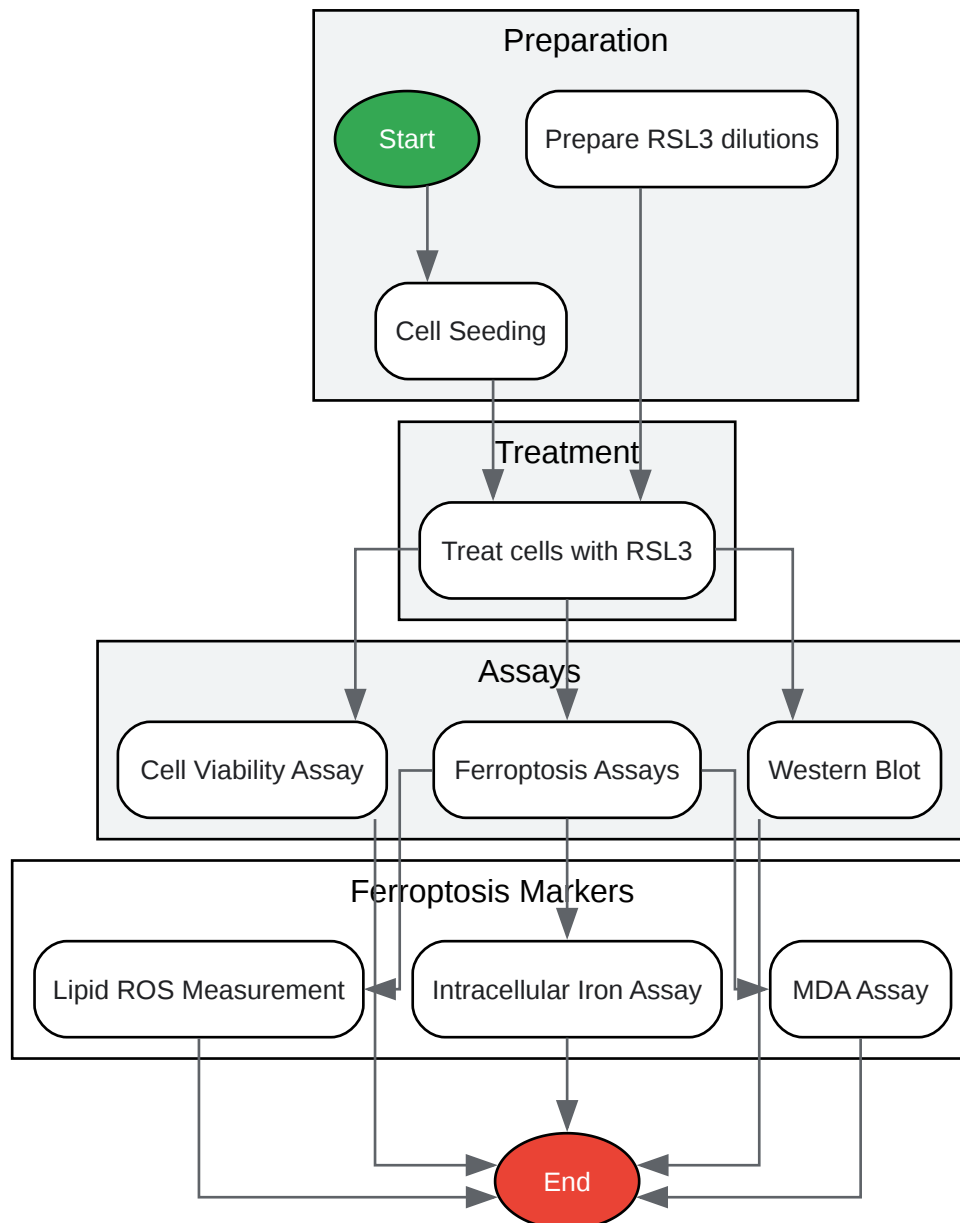 Preparation
Start
Prepare RSL3 dilutions
Cell Seeding
Treatment
Treat cells with RSL3
Assays
Cell Viability Assay
Ferroptosis Assays
Western Blot
Ferroptosis Markers
Lipid ROS Measurement
Intracellular Iron Assay
MDA Assay
End